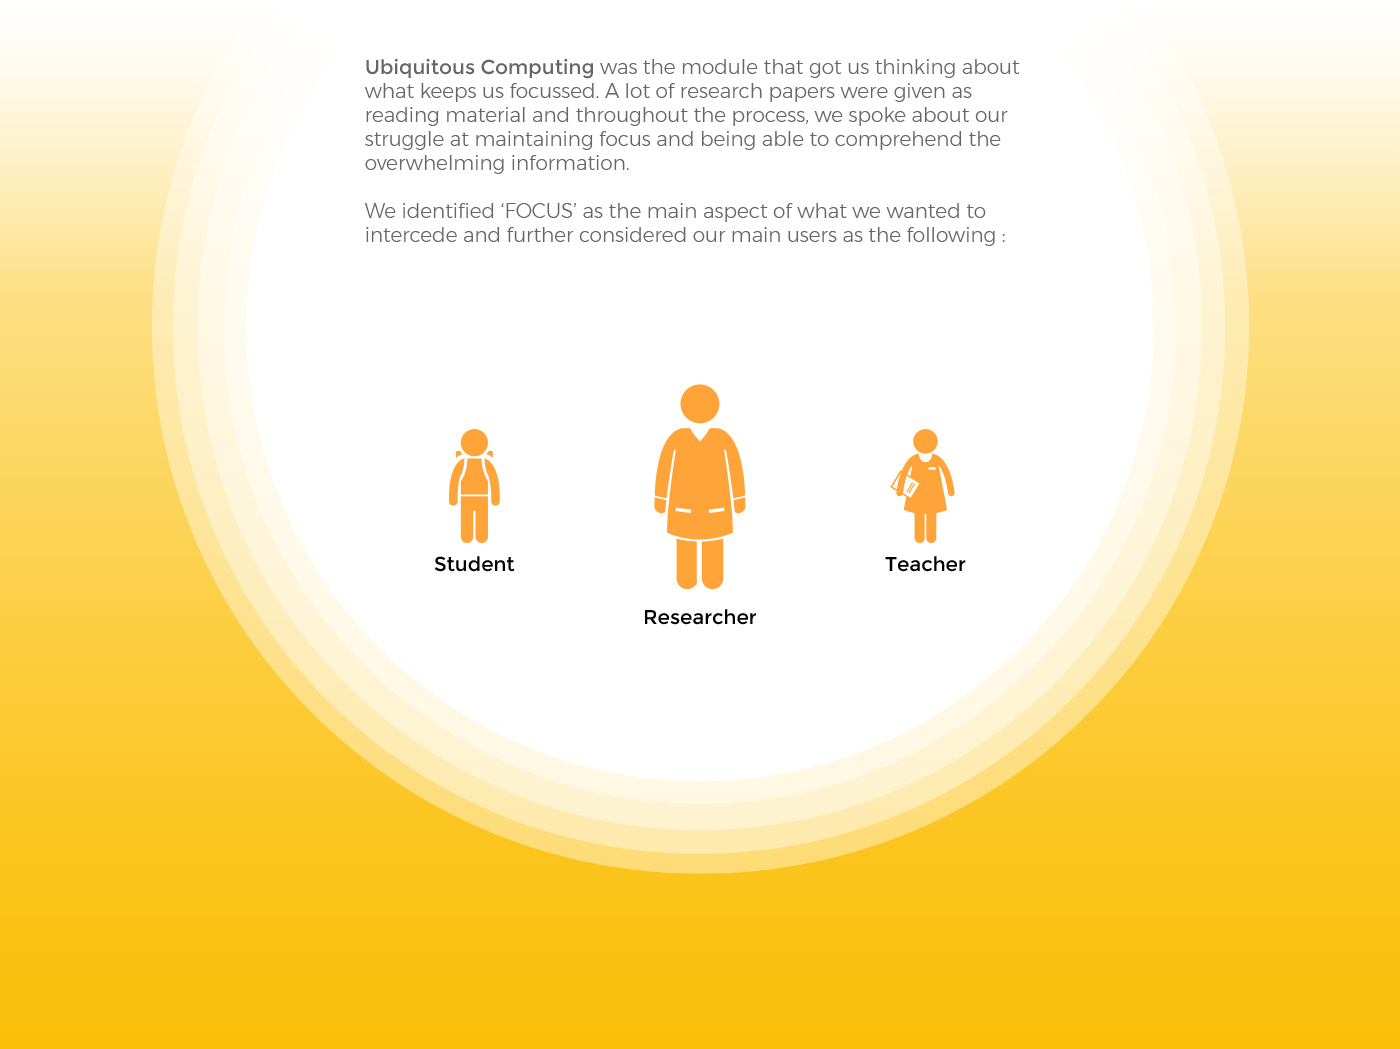 Ubiquitous Computing was the module that got us thinking about
what keeps us focussed. A lot of research papers were given as
reading material and throughout the process, we spoke about our
struggle at maintaining focus and being able to comprehend the
overwhelming information.
We identified ‘FOCUS’ as the main aspect of what we wanted to
intercede and further considered our main users as the following :
Student
Researcher
Teacher